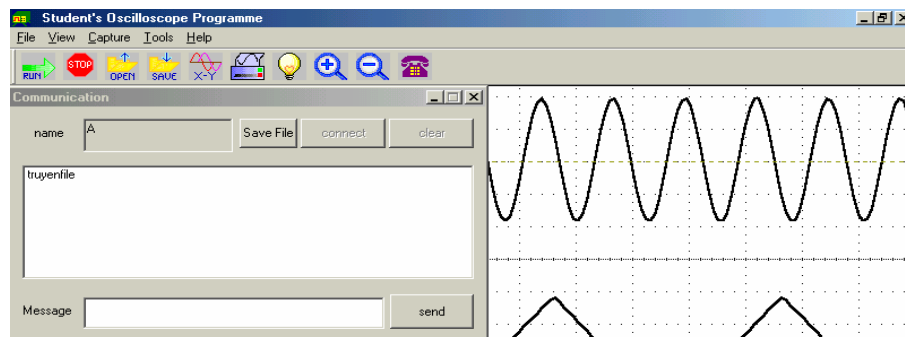 Student's Oscilloscope Programme
File View Capture Tools Help
RUN STOP OPEN SAVE X-Y
Communication
name A Save File connect clear
truyenfile
Message send